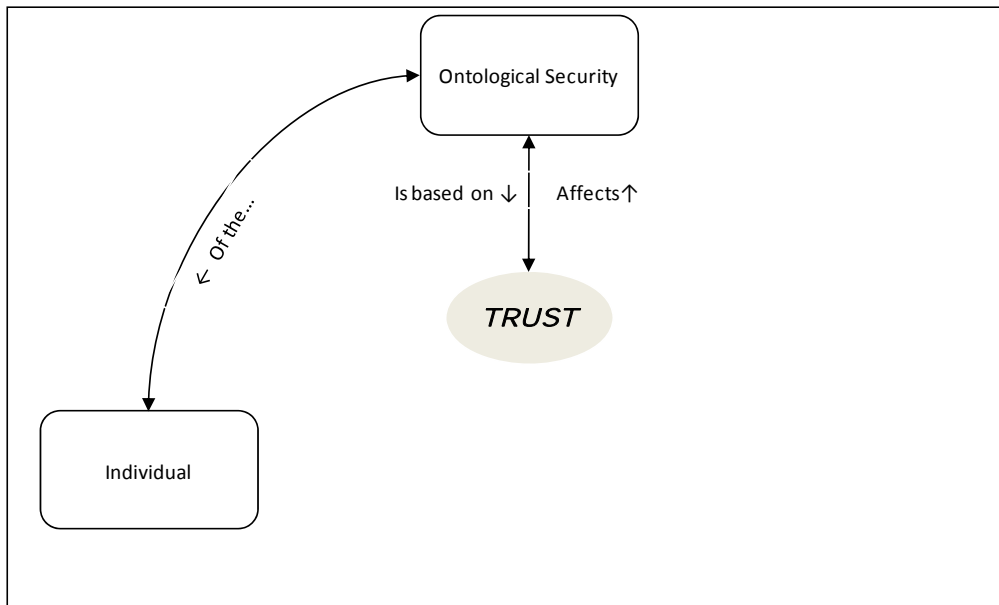 Ontological Security
Is based on ↓ Affects↑
← Of the...
TRUST
Individual